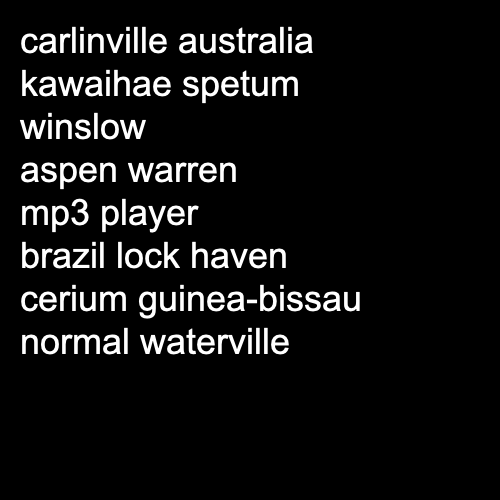 carlinville australia
kawaihae spetum
winslow
aspen warren
mp3 player
brazil lock haven
cerium guinea-bissau
normal waterville